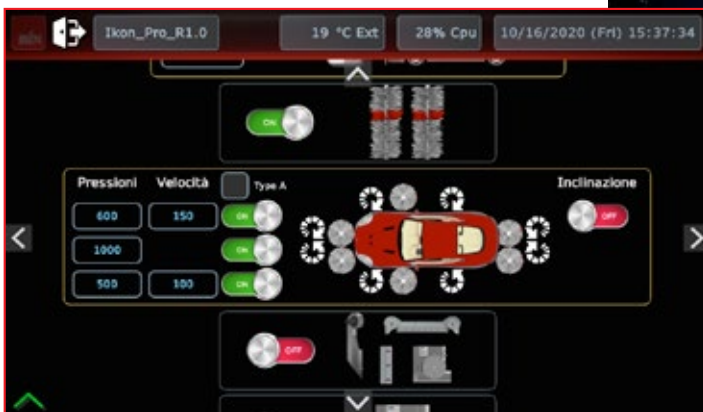 Ikon_Pro_R1.0 19 °C Ext 28% Cpu 10/16/2020 (Fri) 15:37:34
ON
Pressioni Velocità Type A Inclinazione
600 150 ON OFF
1000 ON
500 100 ON
OFF